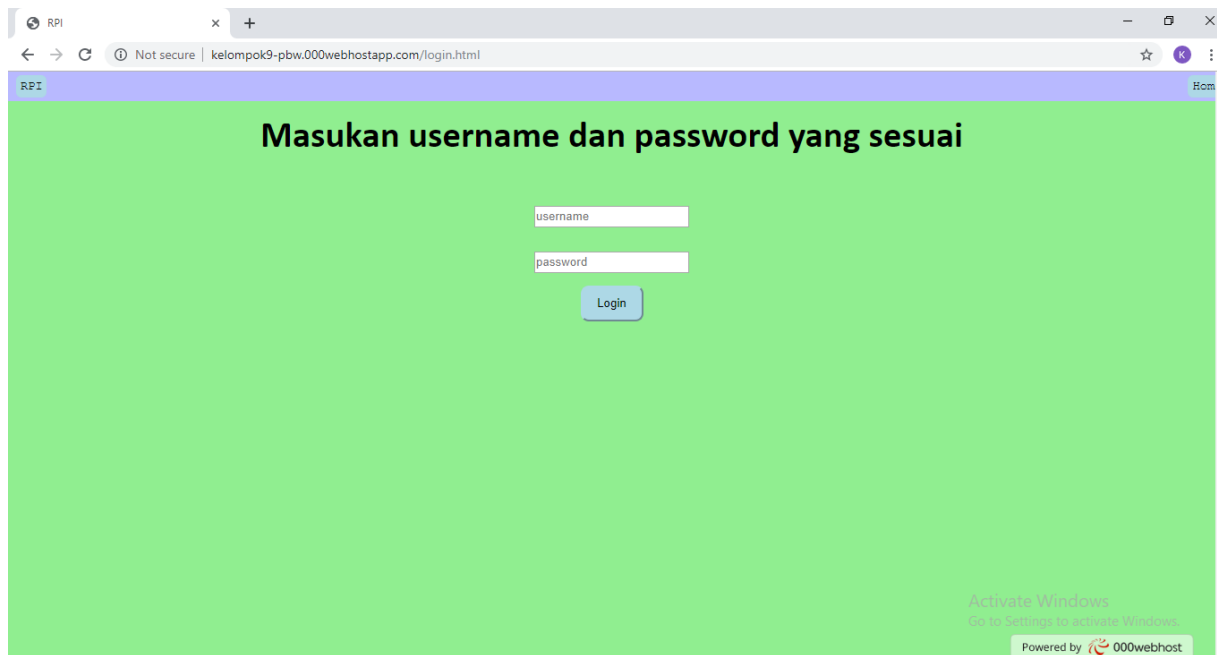 RPI
Not secure kelompok9-pbw.000webhostapp.com/login.html K
RPI Hom
Masukan username dan password yang sesuai
username
password
Login
Activate Windows
Go to Settings to activate Windows.
Powered by 000webhost